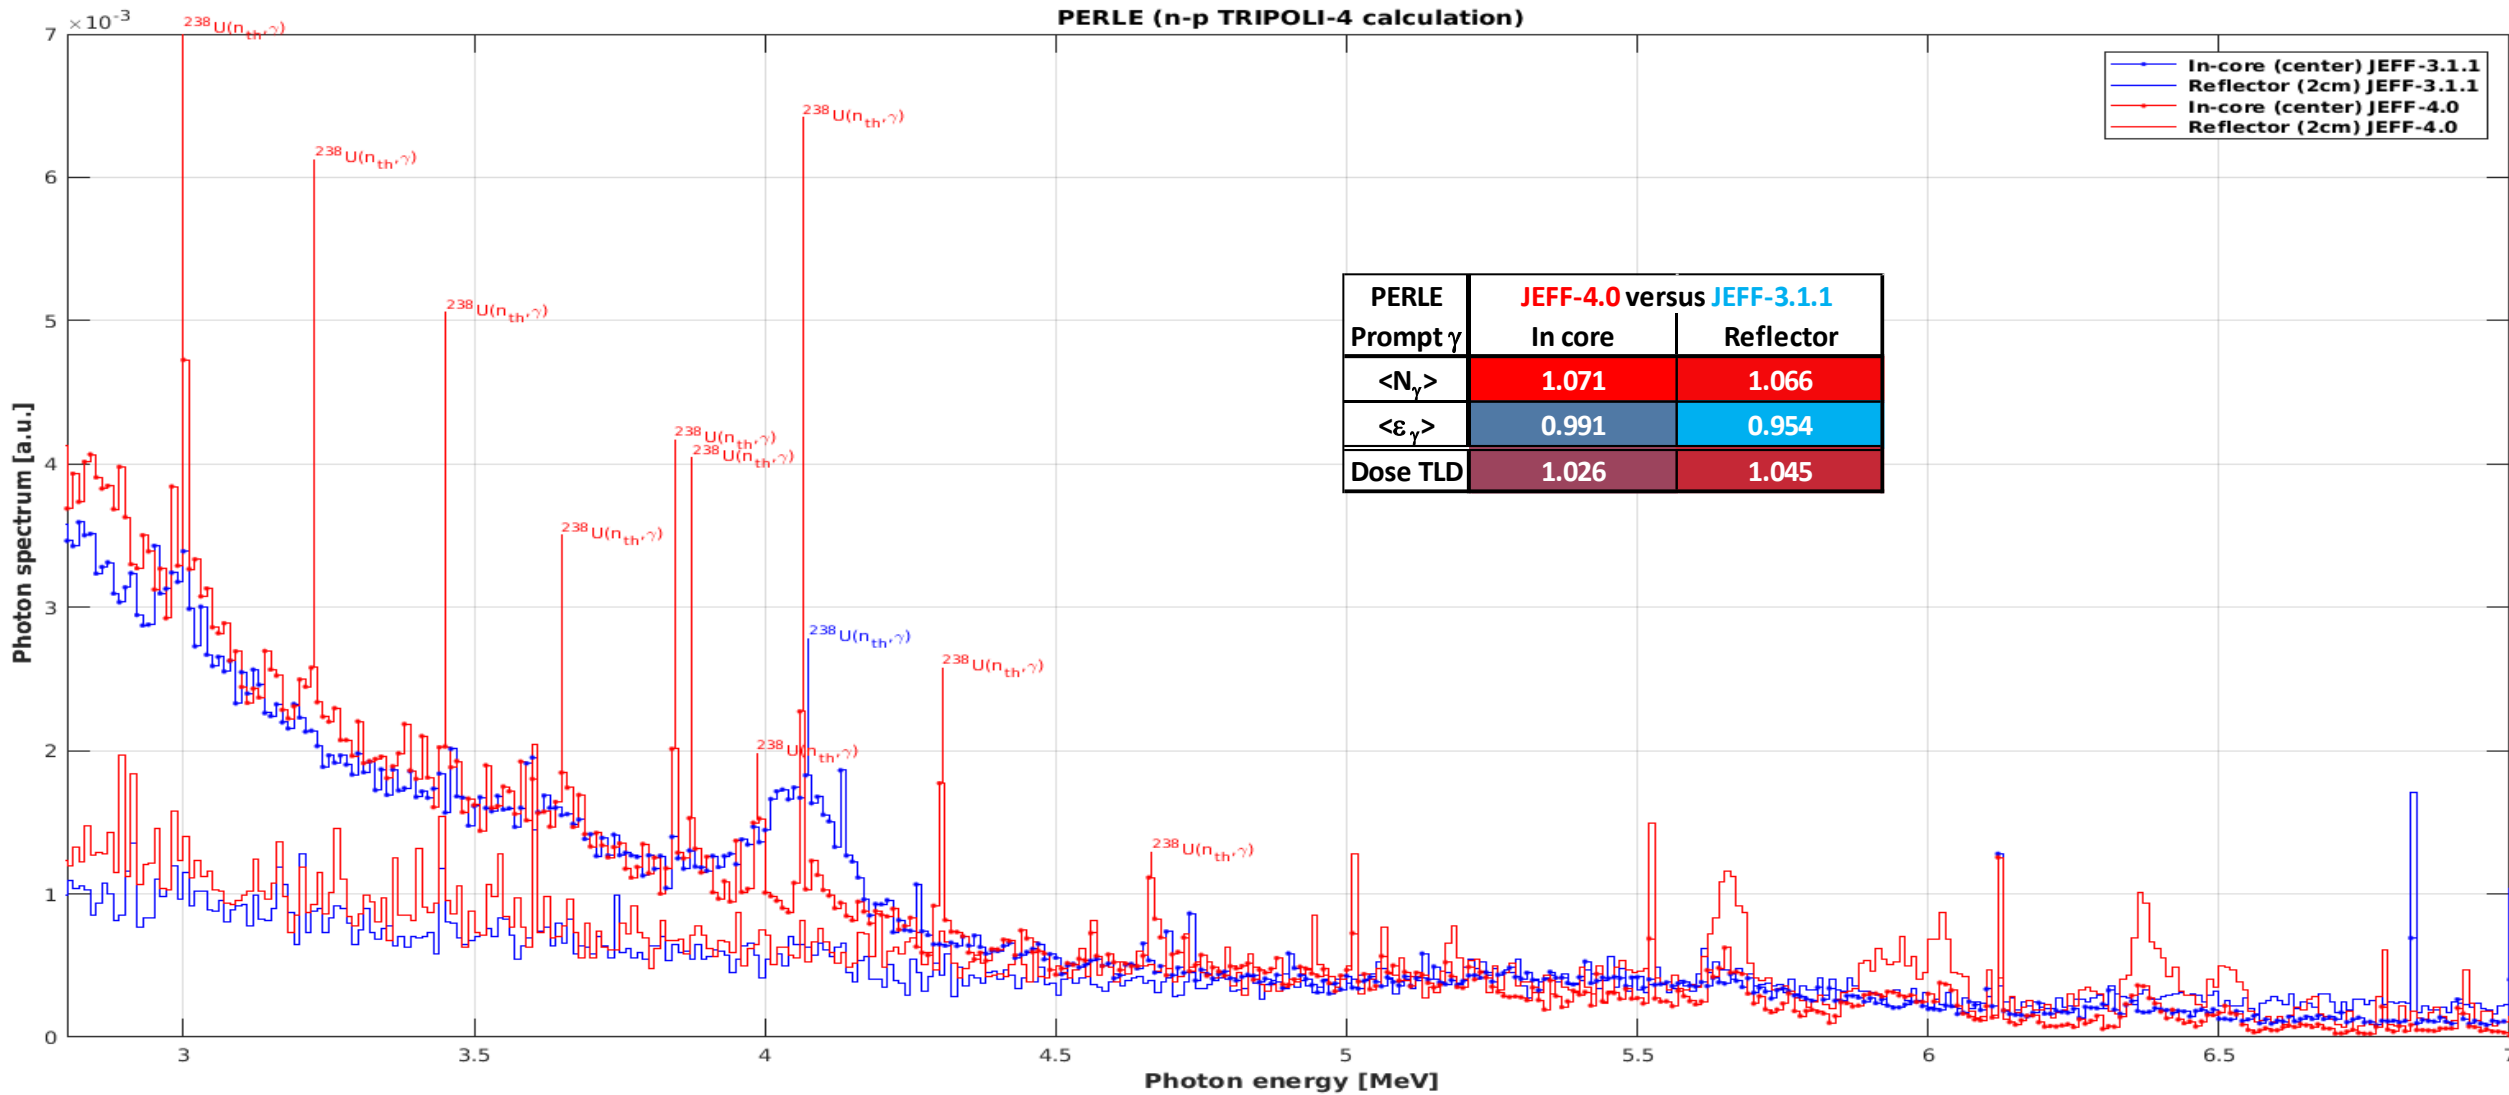 PERLE (n-p TRIPOLI-4 calculation)
×10⁻³
In-core (center) JEFF-3.1.1
Reflector (2cm) JEFF-3.1.1
In-core (center) JEFF-4.0
Reflector (2cm) JEFF-4.0
²³⁸U(n_th,γ)
²³⁸U(n_th,γ)
²³⁸U(n_th,γ)
²³⁸U(n_th,γ)
²³⁸U(n_th,γ)
²³⁸U(n_th,γ)
²³⁸U(n_th,γ)
²³⁸U(n_th,γ)
²³⁸U(n_th,γ)
²³⁸U(n_th,γ)
²³⁸U(n_th,γ)
PERLE JEFF-4.0 versus JEFF-3.1.1
Prompt γ In core Reflector
<N_γ> 1.071 1.066
<ε_γ> 0.991 0.954
Dose TLD 1.026 1.045
Photon spectrum [a.u.]
7
6
5
4
3
2
1
0
3 3.5 4 4.5 5 5.5 6 6.5 7
Photon energy [MeV]